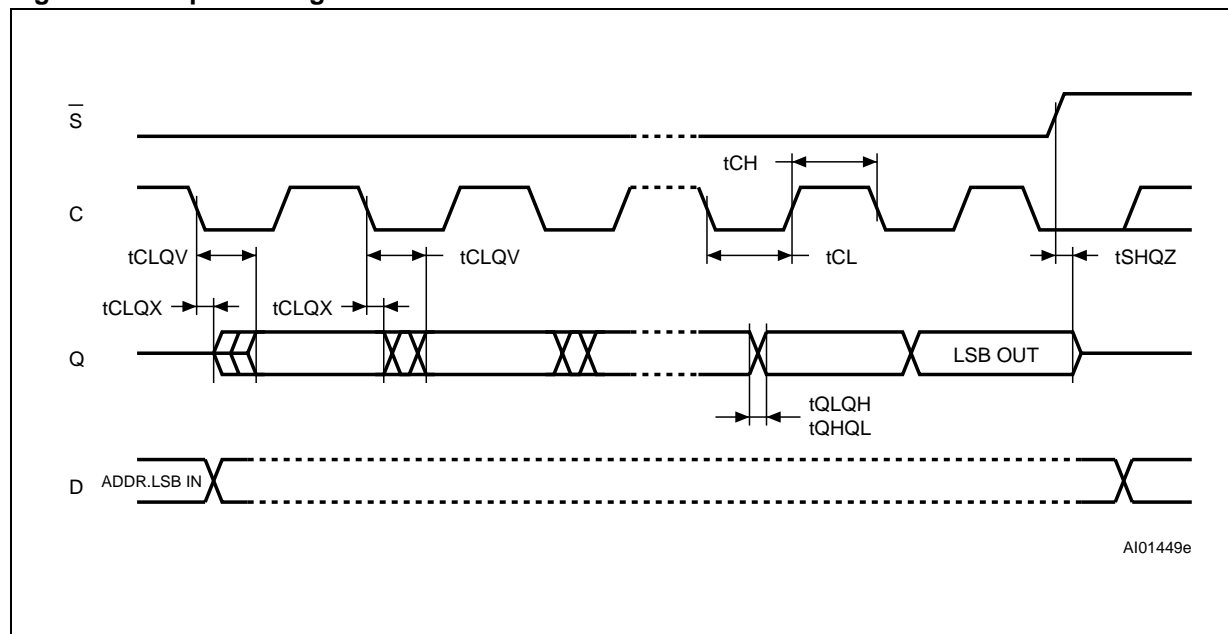 S
tCH
C
tCLQV
tCLQV
tCL
tSHQZ
tCLQX
tCLQX
Q
LSB OUT
tQLQH
tQHQL
D
ADDR.LSB IN
AI01449e